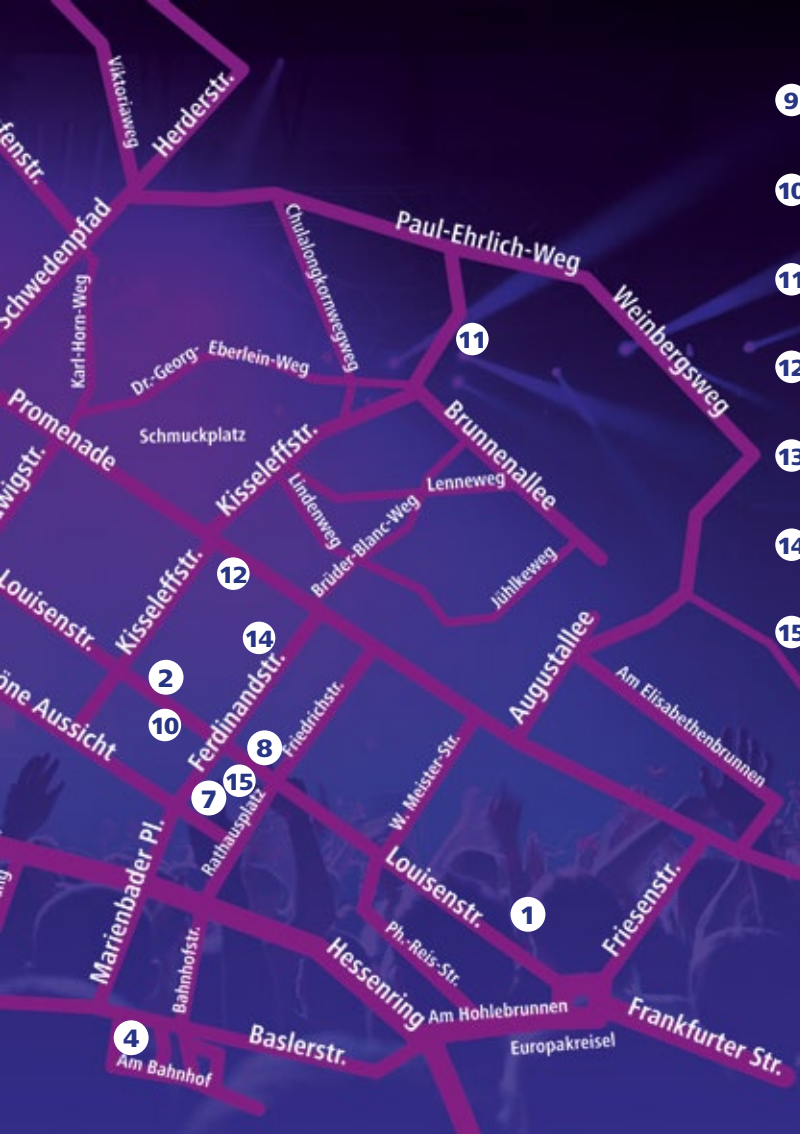 Viktoriaweg
Herderstr.
fenstr.
9
10
Schwedenpfad
Chulalongkornwegweg
Paul-Ehrlich-Weg
11
Karl-Horn-Weg
Weinbergsweg
11
Dr.-Georg- Eberlein-Weg
12
Promenade
Schmuckplatz
Kisseleffstr.
Brunnenallee
13
wigstr.
Lindenweg
Lenneweg
Brüder-Blanc-Weg
14
Louisenstr.
Kisseleffstr.
12
Jühlkeweg
15
14
Augustallee
2
Ferdinandstr.
öne Aussicht
Friedrichstr.
Am Elisabethenbrunnen
10
8
15
7
W. Meister-Str.
Rathausplatz
Marienbader Pl.
Louisenstr.
1
Friesenstr.
ng
Bahnhofstr.
Ph.-Reis-Str.
Hessenring
Am Hohlebrunnen
4
Am Bahnhof
Baslerstr.
Europakreisel
Frankfurter Str.